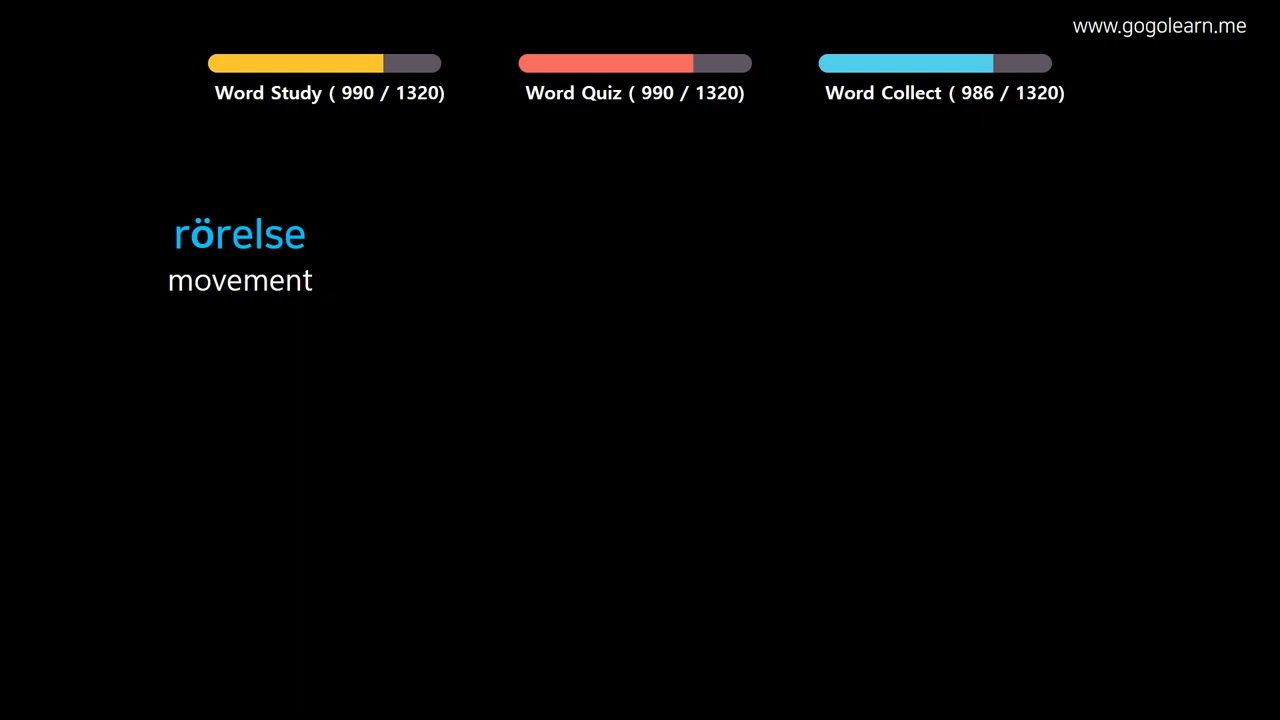 www.gogolearn.me
Word Study ( 990 / 1320)
Word Quiz ( 990 / 1320)
Word Collect ( 986 / 1320)
rörelse
movement